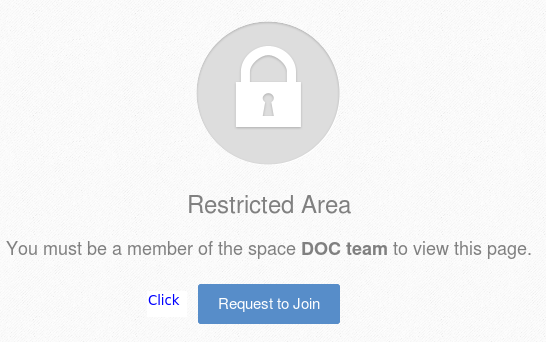 Restricted Area
You must be a member of the space DOC team to view this page.
Click Request to Join